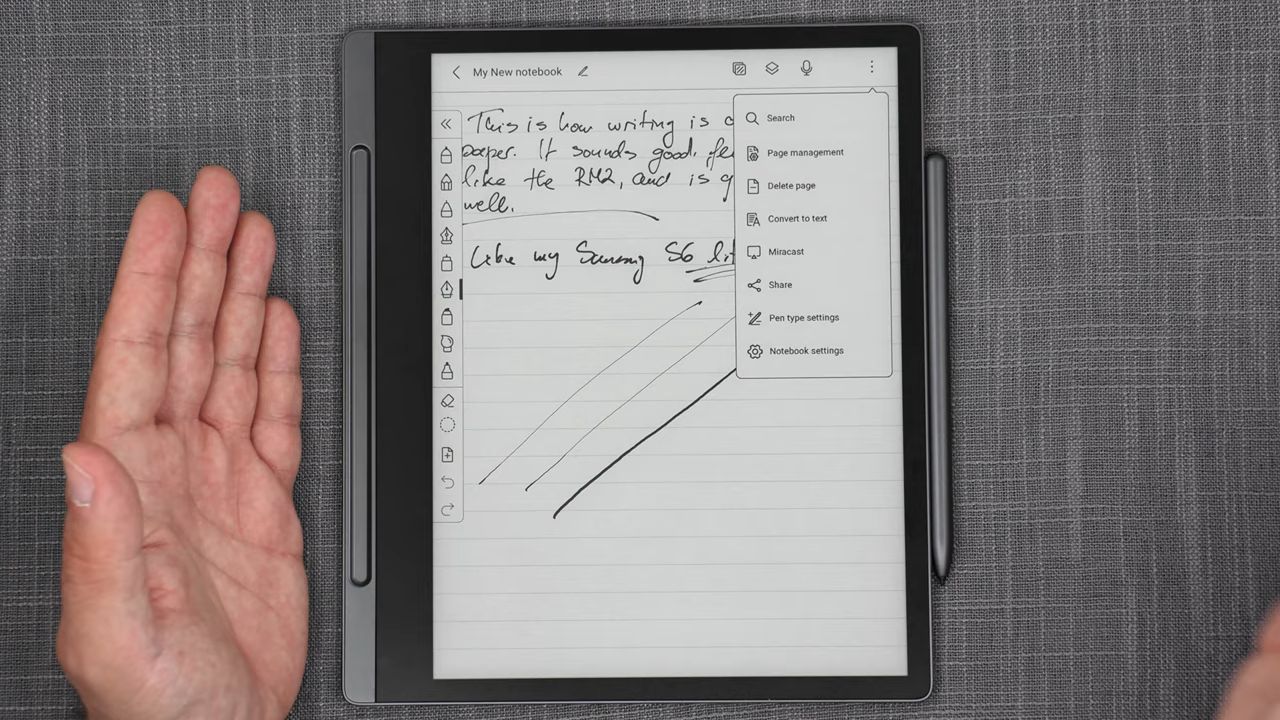 My New notebook
This is how writing is
paper. It sounds good,
like the RM2, and is
well.
Like my Samsung S6
Search
Page management
Delete page
Convert to text
Miracast
Share
Pen type settings
Notebook settings